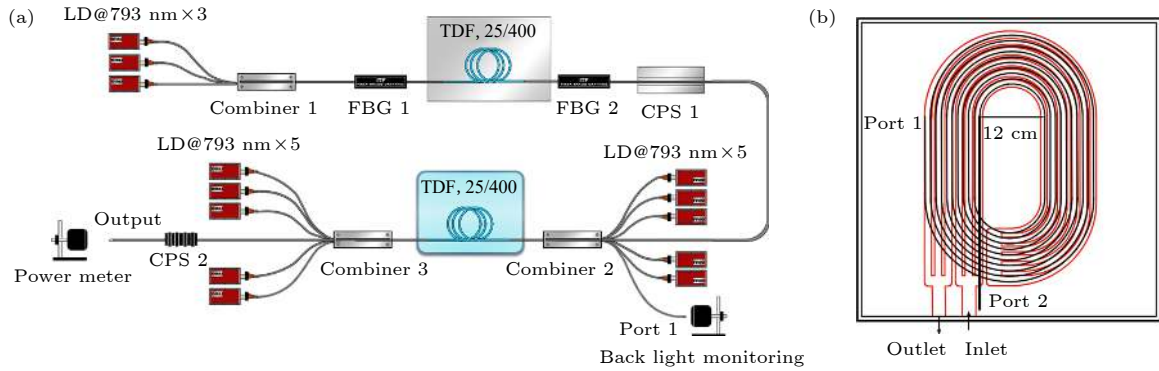 (a)
LD@793 nm×3
TDF, 25/400
Combiner 1
FBG 1
FBG 2
CPS 1
LD@793 nm×5
LD@793 nm×5
TDF, 25/400
Output
Power meter
CPS 2
Combiner 3
Combiner 2
Port 1
Back light monitoring
(b)
Port 1
12 cm
Port 2
Outlet
Inlet